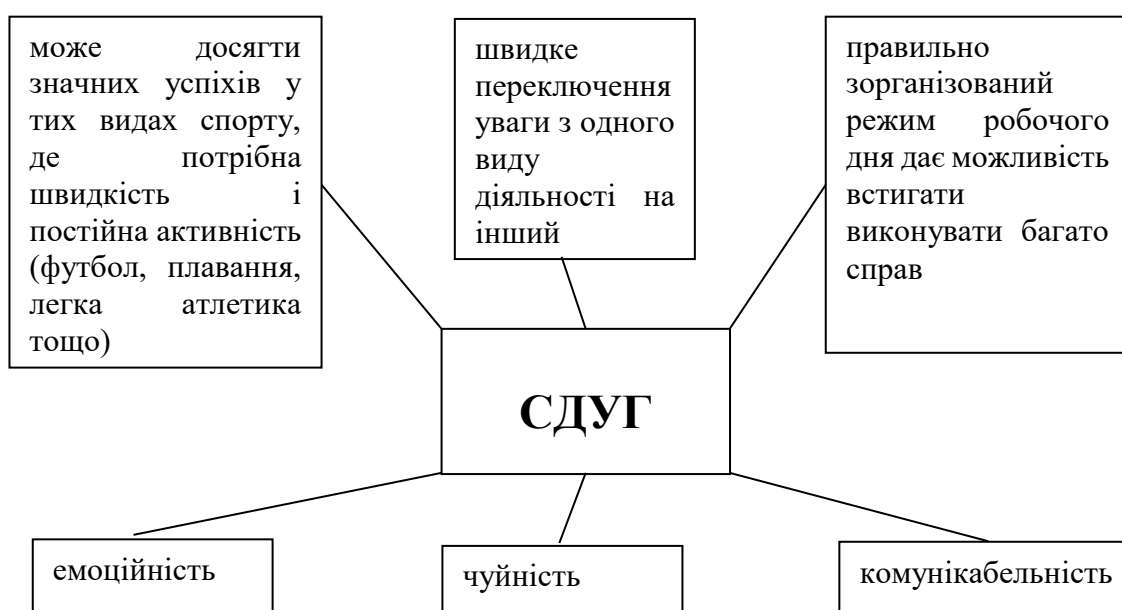 може досягти
значних успіхів у
тих видах спорту,
де потрібна
швидкість і
постійна активність
(футбол, плавання,
легка атлетика
тощо)
швидке
переключення
уваги з одного
виду
діяльності на
інший
правильно
зорганізований
режим робочого
дня дає можливість
встигати
виконувати багато
справ
СДУГ
емоційність
чуйність
комунікабельність